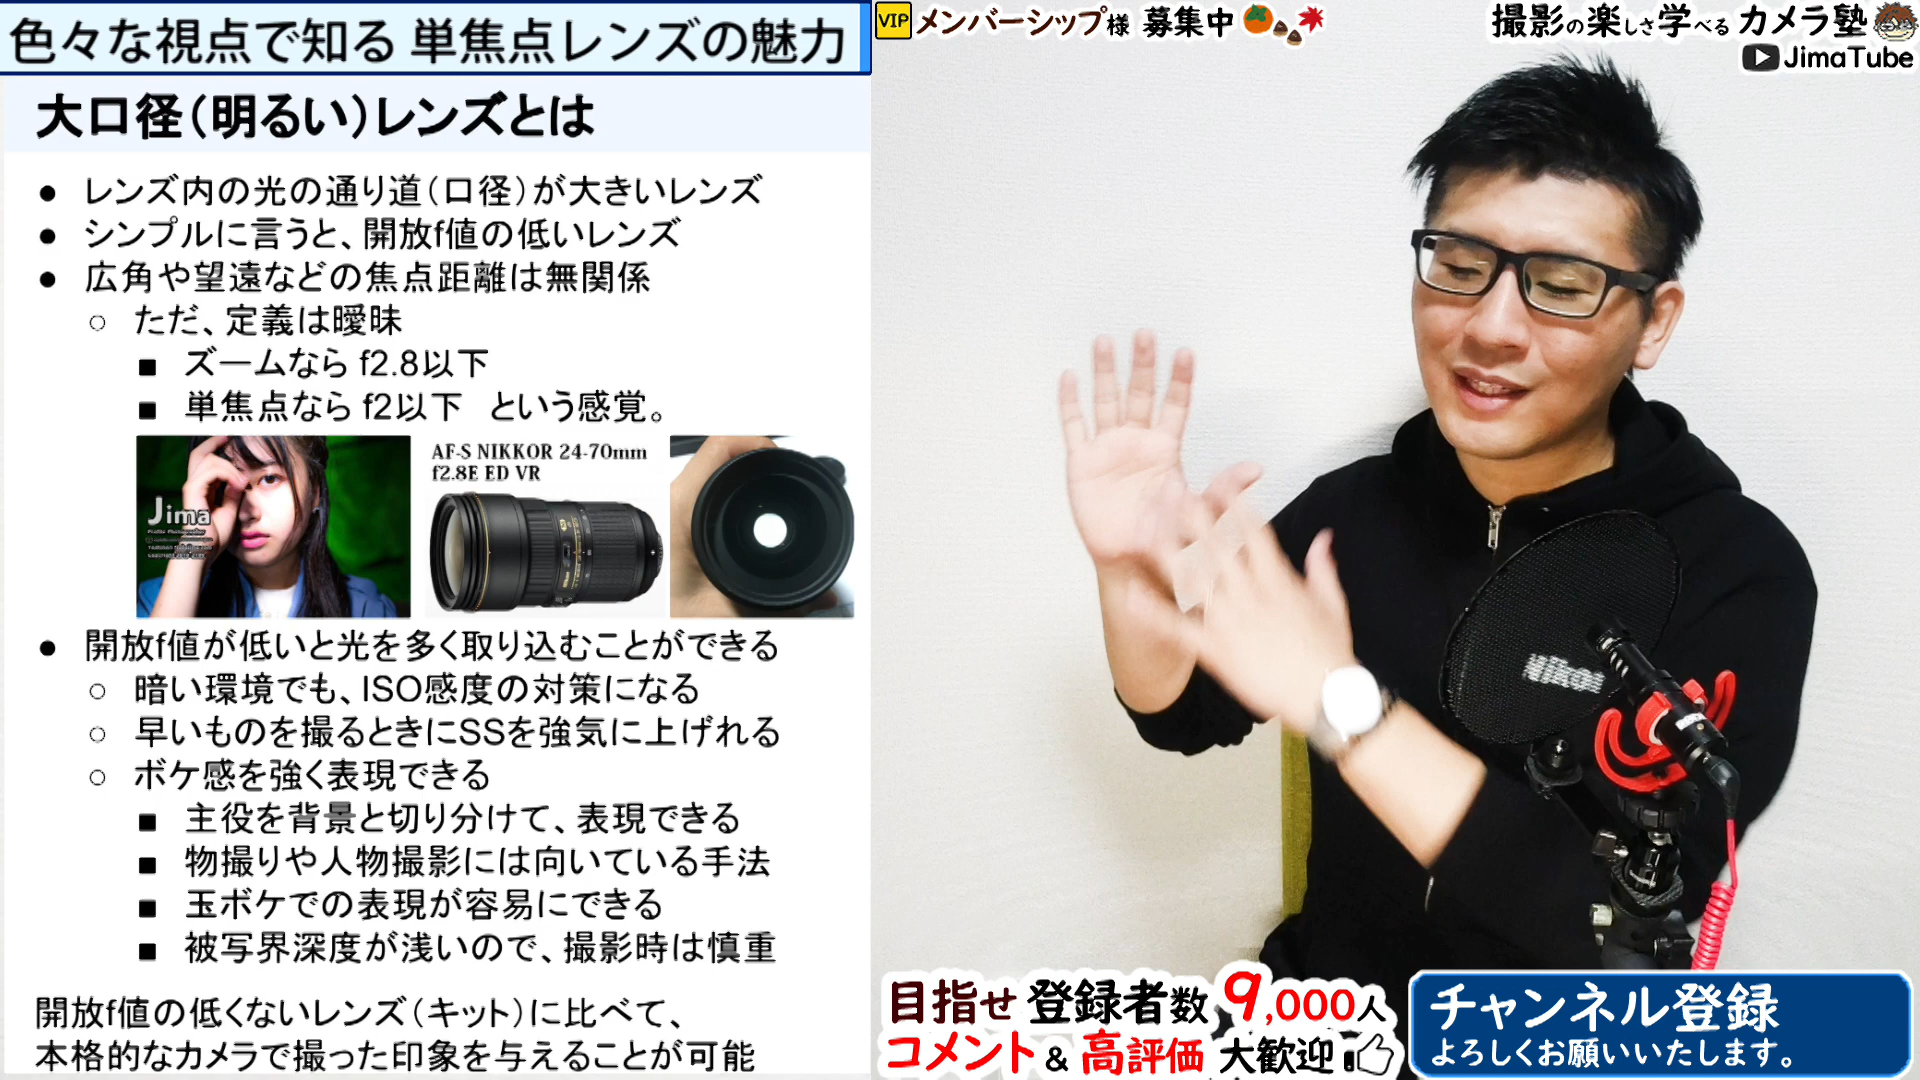 色々な視点で知る 単焦点レンズの魅力
大口径（明るい）レンズとは
● レンズ内の光の通り道（口径）が大きいレンズ
● シンプルに言うと、開放f値の低いレンズ
● 広角や望遠などの焦点距離は無関係
○ ただ、定義は曖昧
■ ズームなら f2.8以下
■ 単焦点なら f2以下 という感覚。
Jima
AF-S NIKKOR 24-70mm
f2.8E ED VR
● 開放f値が低いと光を多く取り込むことができる
○ 暗い環境でも、ISO感度の対策になる
○ 早いものを撮るときにSSを強気に上げれる
○ ボケ感を強く表現できる
■ 主役を背景と切り分けて、表現できる
■ 物撮りや人物撮影には向いている手法
■ 玉ボケでの表現が容易にできる
■ 被写界深度が浅いので、撮影時は慎重
開放f値の低くないレンズ（キット）に比べて、
本格的なカメラで撮った印象を与えることが可能
VIP メンバーシップ様 募集中
撮影の楽しさ学べる カメラ塾
JimaTube
Nikon
目指せ 登録者数 9,000人
コメント & 高評価 大歓迎
チャンネル登録
よろしくお願いいたします。